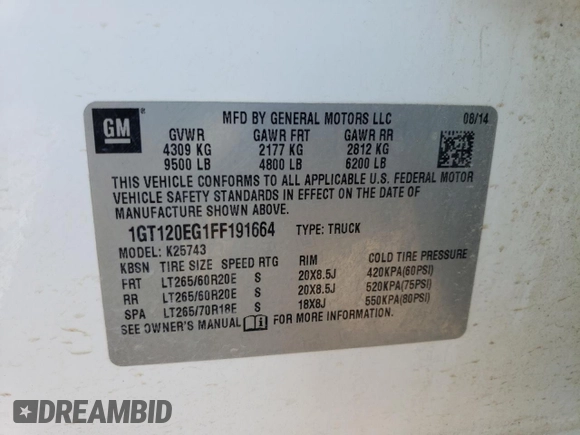 GM ®
MFD BY GENERAL MOTORS LLC 08/14
GVWR GAWR FRT GAWR RR
4309 KG 2177 KG 2812 KG
9500 LB 4800 LB 6200 LB
THIS VEHICLE CONFORMS TO ALL APPLICABLE U.S. FEDERAL MOTOR
VEHICLE SAFETY STANDARDS IN EFFECT ON THE DATE OF
MANUFACTURE SHOWN ABOVE.
1GT120EG1FF191664 TYPE: TRUCK
MODEL: K25743
KBSN TIRE SIZE SPEED RTG RIM COLD TIRE PRESSURE
FRT LT265/60R20E S 20X8.5J 420KPA(60PSI)
RR LT265/60R20E S 20X8.5J 520KPA(75PSI)
SPA LT265/70R18E S 18X8J 550KPA(80PSI)
SEE OWNER'S MANUAL i FOR MORE INFORMATION.
DREAMBID